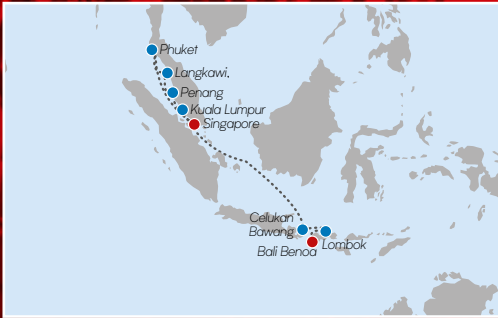 Phuket
Langkawi.
Penang
Kuala Lumpur
Singapore
Celukan
Bawang
Lombok
Bali Benoa